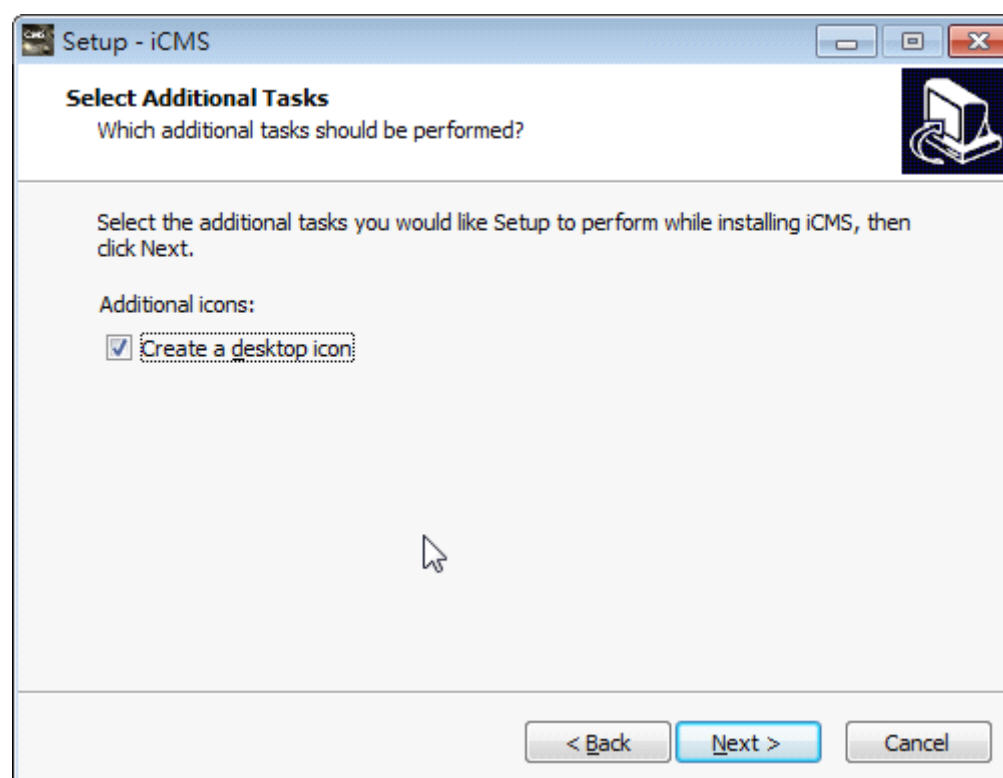 Setup - iCMS
Select Additional Tasks
Which additional tasks should be performed?
Select the additional tasks you would like Setup to perform while installing iCMS, then
click Next.
Additional icons:
Create a desktop icon
< Back
Next >
Cancel